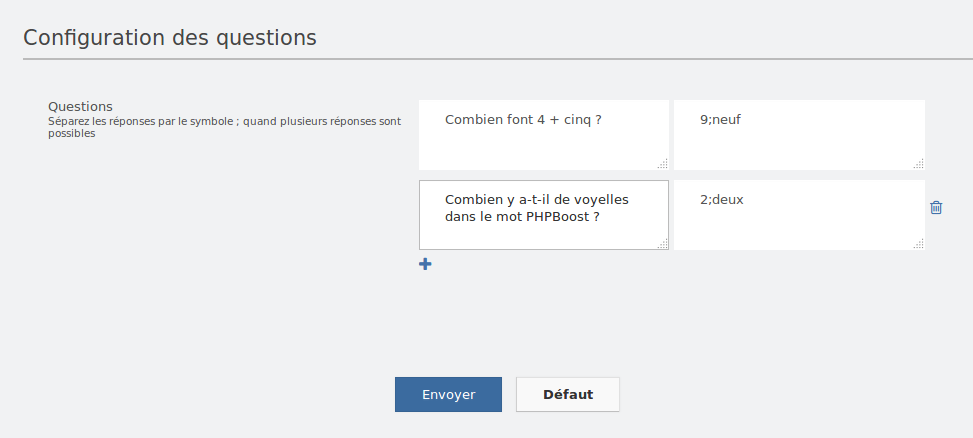 Configuration des questions
Questions
Séparez les réponses par le symbole ; quand plusieurs réponses sont
possibles
Combien font 4 + cinq ?
9;neuf
Combien y a-t-il de voyelles
dans le mot PHPBoost ?
2;deux
Envoyer
Défaut